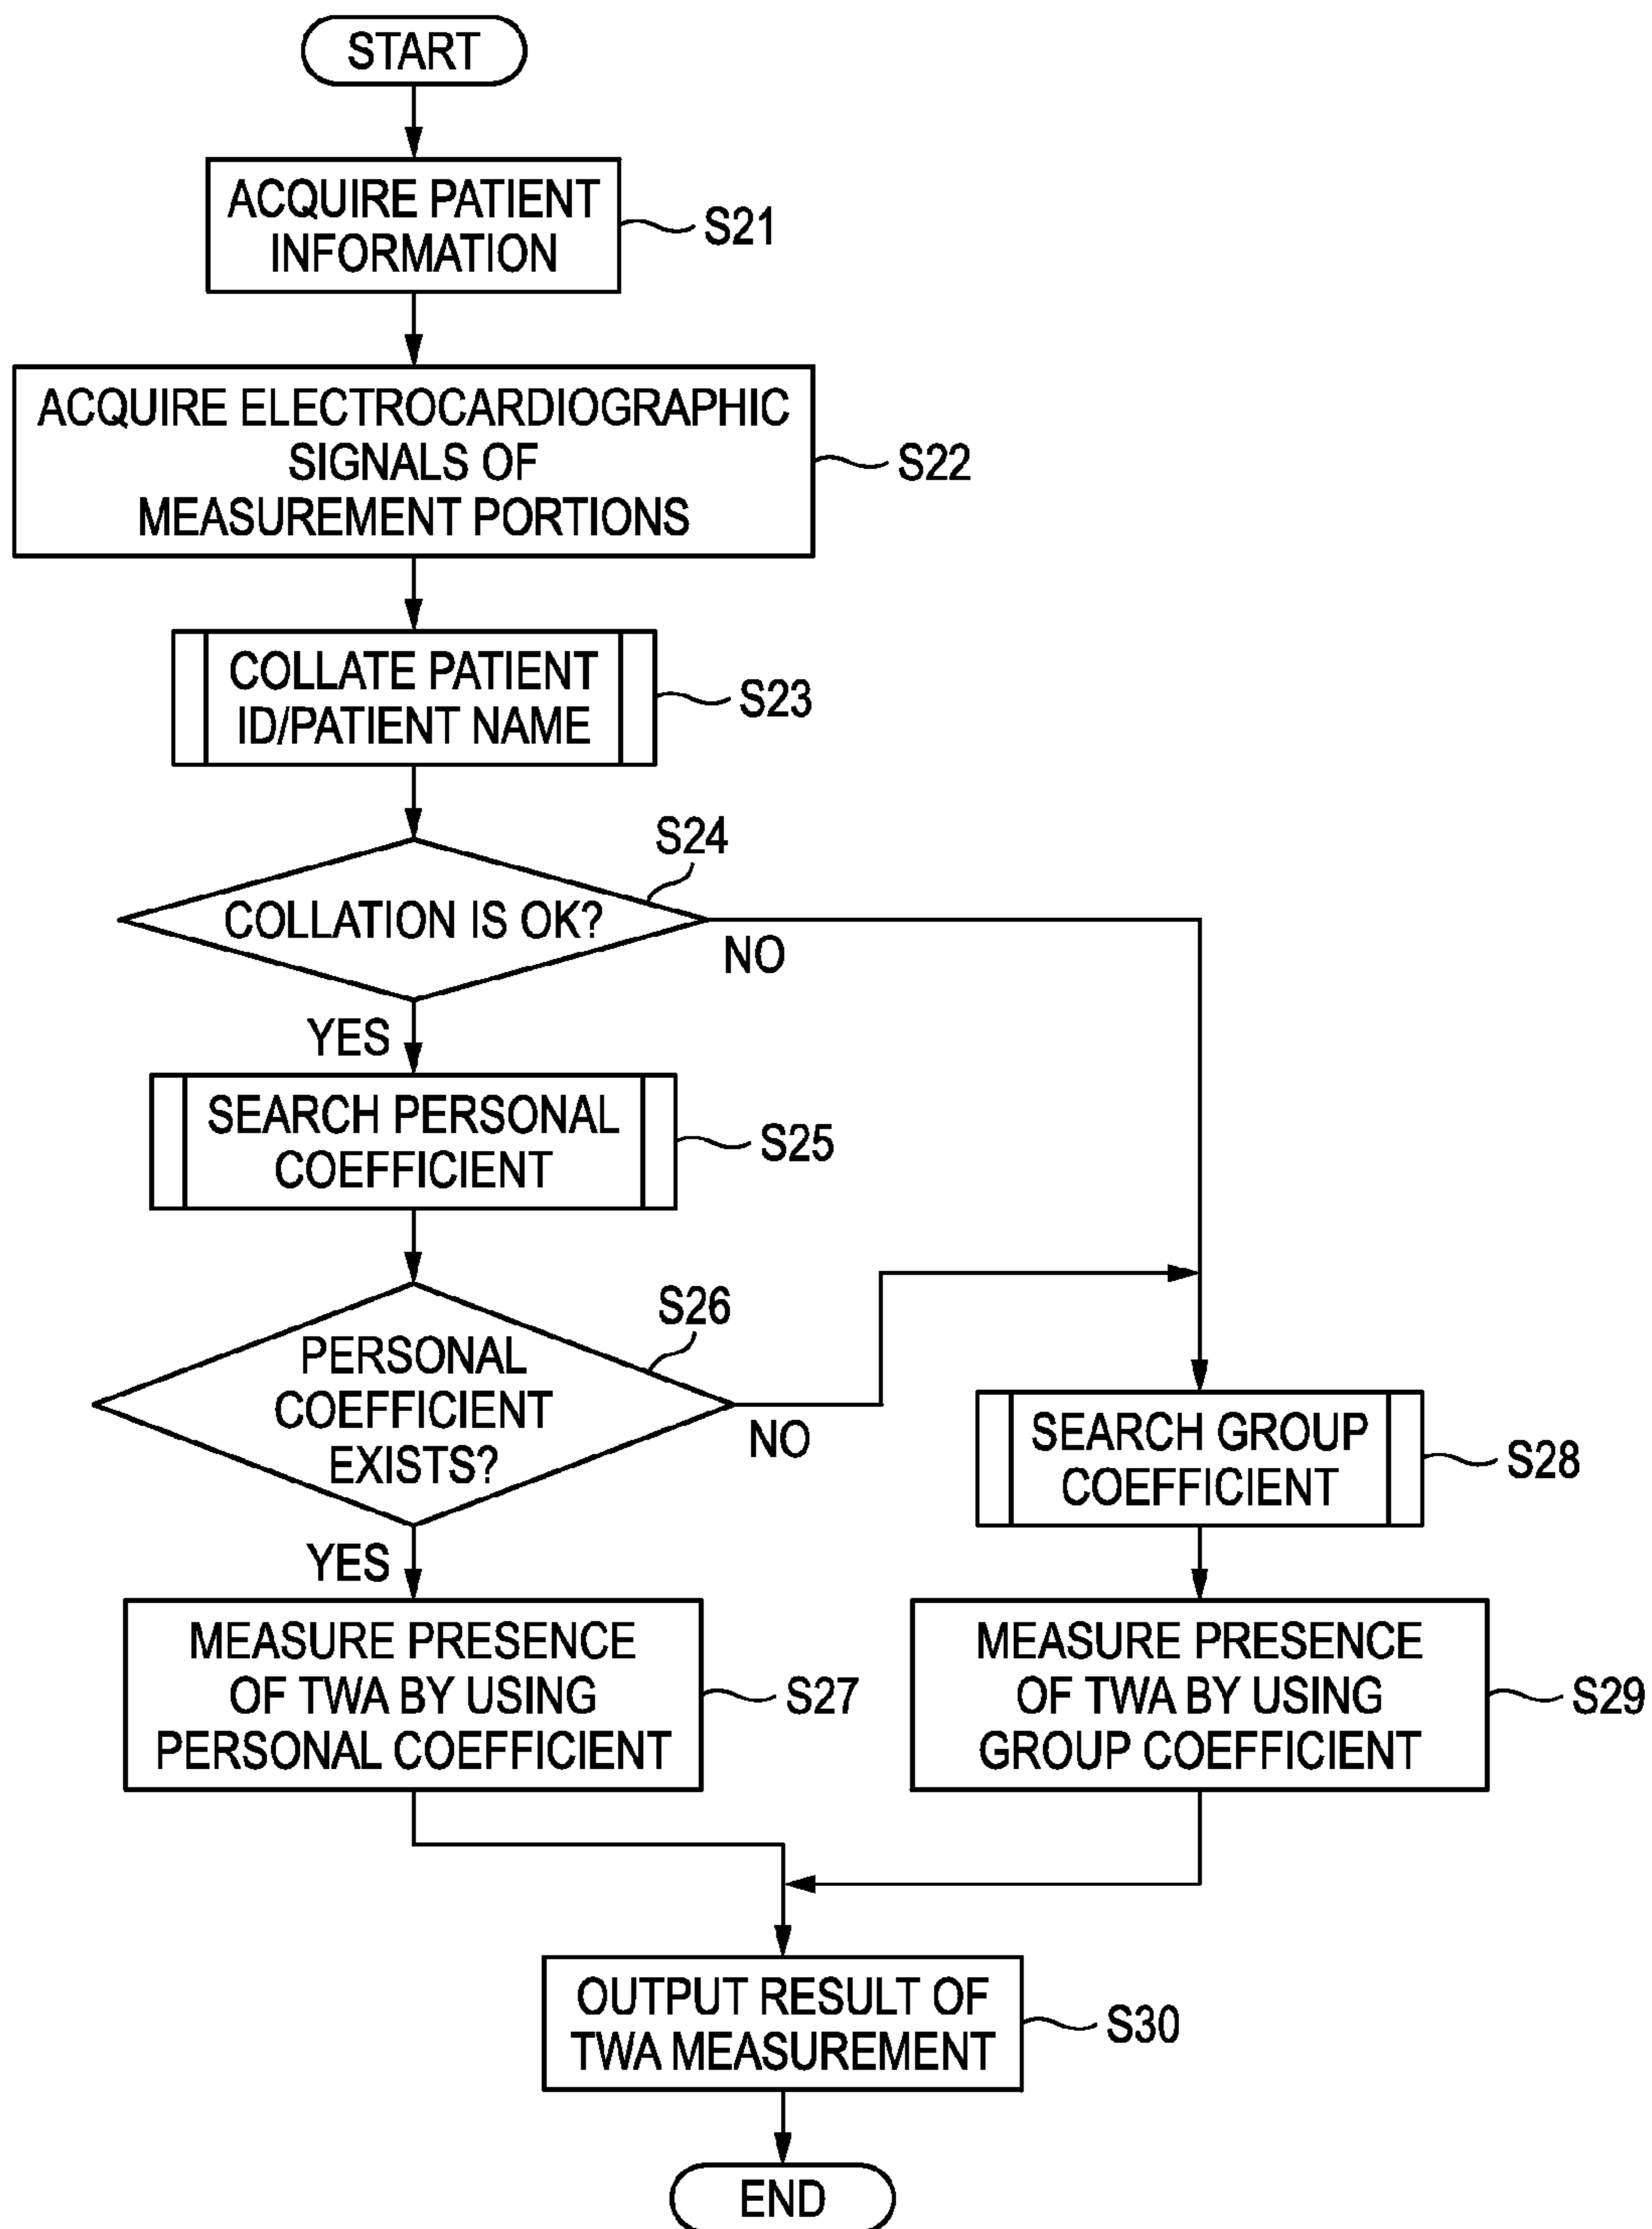 START
ACQUIRE PATIENT
INFORMATION
S21
ACQUIRE ELECTROCARDIOGRAPHIC
SIGNALS OF
MEASUREMENT PORTIONS
S22
COLLATE PATIENT
ID/PATIENT NAME
S23
S24
COLLATION IS OK?
NO
YES
SEARCH PERSONAL
COEFFICIENT
S25
S26
PERSONAL
COEFFICIENT
EXISTS?
NO
YES
SEARCH GROUP
COEFFICIENT
S28
MEASURE PRESENCE
OF TWA BY USING
PERSONAL COEFFICIENT
S27
MEASURE PRESENCE
OF TWA BY USING
GROUP COEFFICIENT
S29
OUTPUT RESULT OF
TWA MEASUREMENT
S30
END